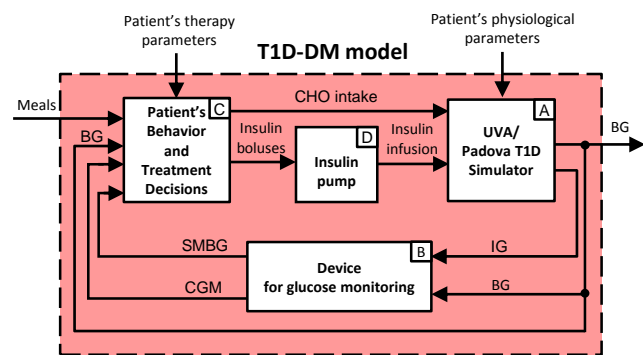 Patient's therapy
parameters
Patient's physiological
parameters
T1D-DM model
Meals
BG
C
Patient's
Behavior
and
Treatment
Decisions
CHO intake
Insulin
boluses
D
Insulin
pump
Insulin
infusion
A
UVA/
Padova T1D
Simulator
BG
SMBG
CGM
B
Device
for glucose monitoring
IG
BG